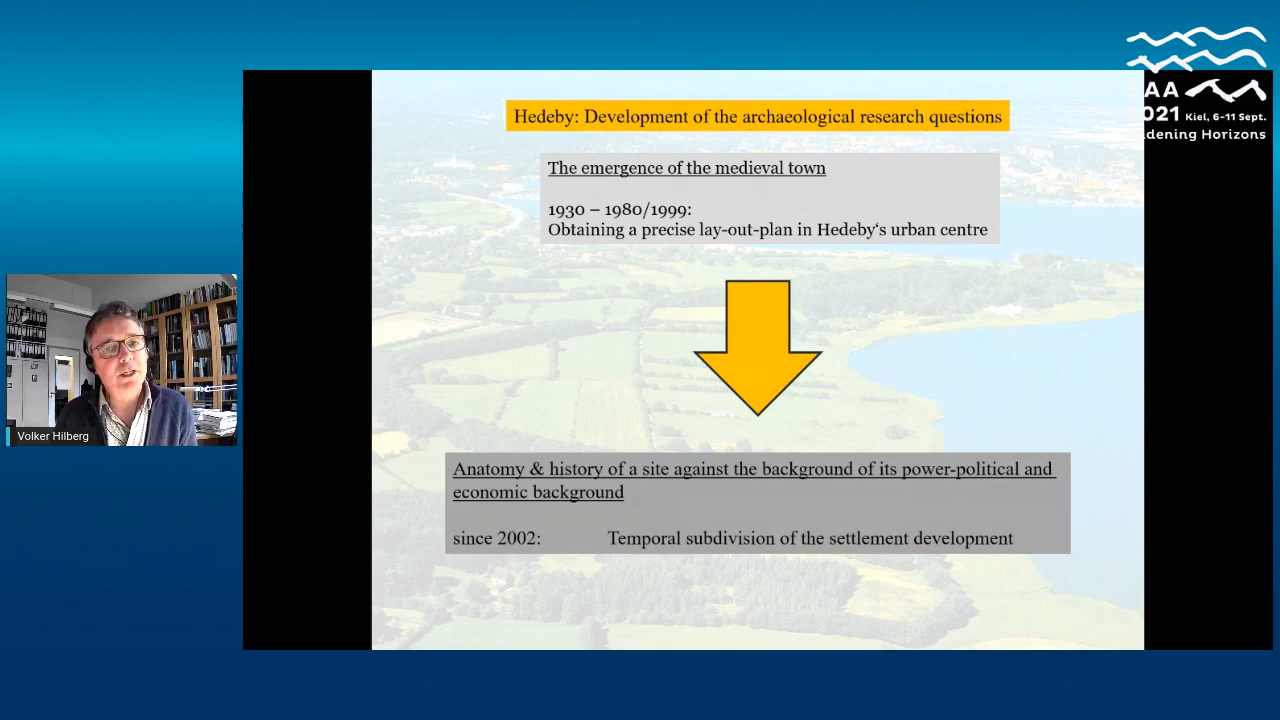 AA
021 Kiel, 6-11 Sept.
dening Horizons
Hedeby: Development of the archaeological research questions
The emergence of the medieval town
1930 – 1980/1999:
Obtaining a precise lay-out-plan in Hedeby‘s urban centre
Anatomy & history of a site against the background of its power-political and
economic background
since 2002: Temporal subdivision of the settlement development
Volker Hilberg